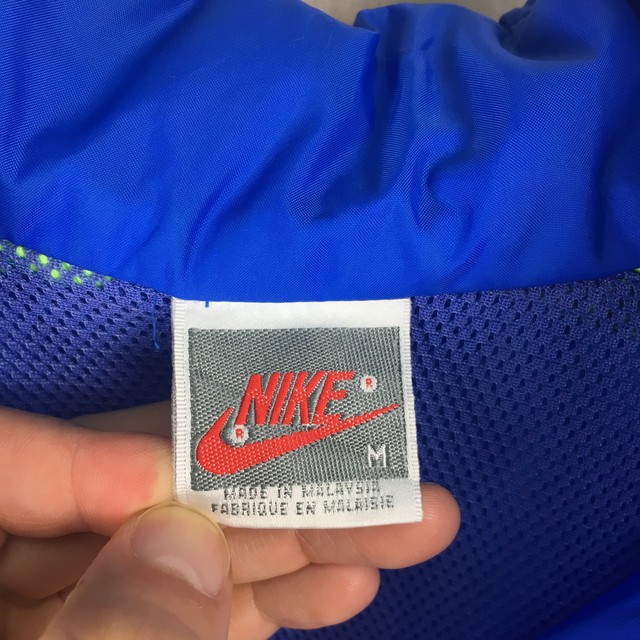 NIKE ®
®
M
MADE IN MALAYSIA
FABRIQUE EN MALAISIE